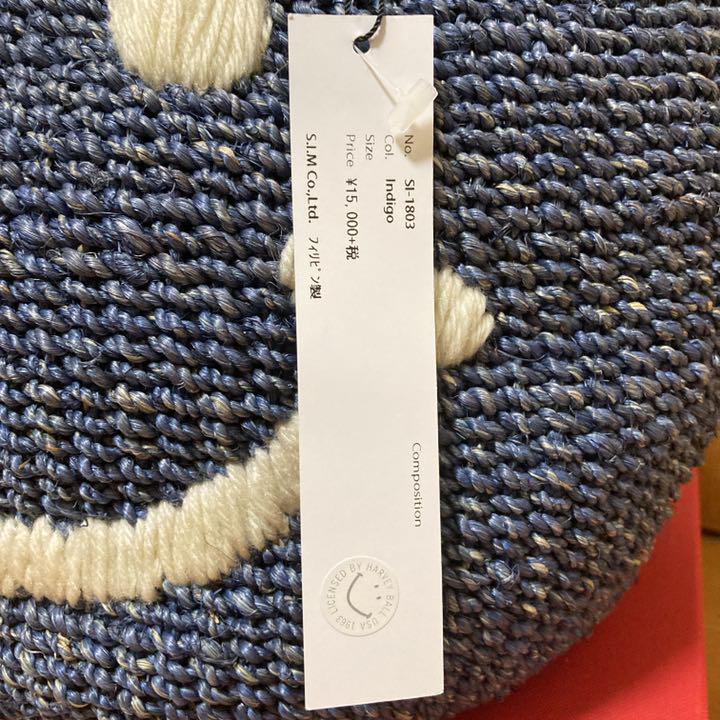 No. SI-1803
Col. Indigo
Size
Price ¥15,000+税
S.I.M Co.,Ltd. フィリピン製
Composition
LICENSED BY HARVEY BALL USA 1963